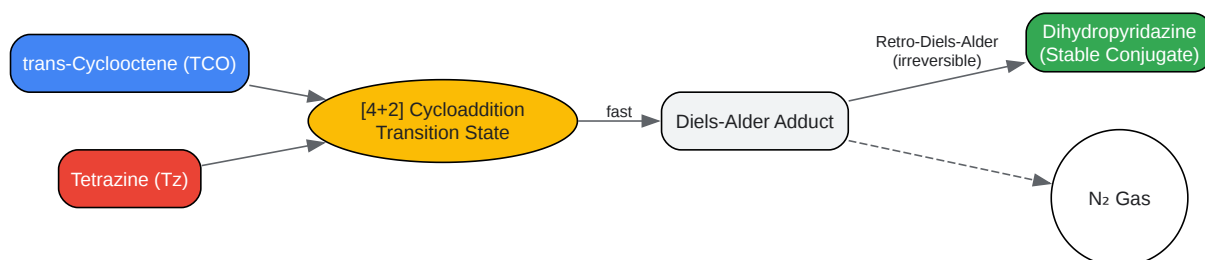 trans-Cyclooctene (TCO)
Tetrazine (Tz)
[4+2] Cycloaddition
Transition State
fast
Diels-Alder Adduct
Retro-Diels-Alder
(irreversible)
Dihydropyridazine
(Stable Conjugate)
N₂ Gas